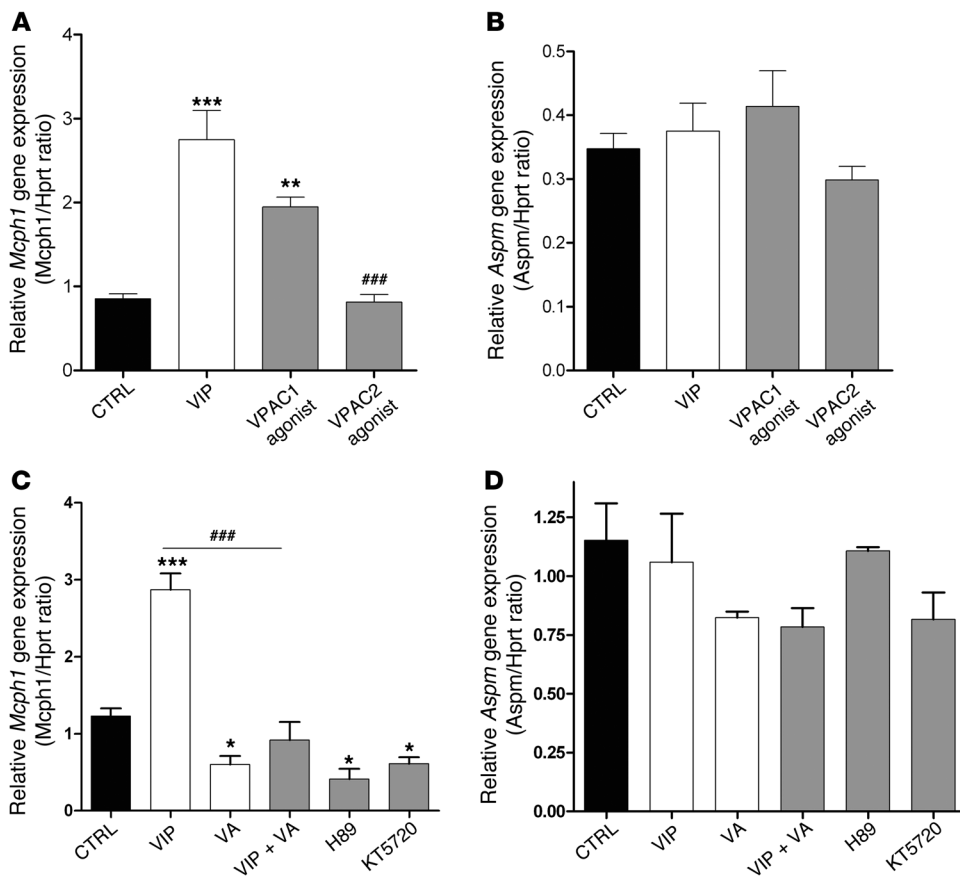 A
Relative Mcph1 gene expression
(Mcph1/Hprt ratio)
4
3
2
1
0
***
**
###
CTRL
VIP
VPAC1
agonist
VPAC2
agonist
B
Relative Aspm gene expression
(Aspm/Hprt ratio)
0.5
0.4
0.3
0.2
0.1
0.0
CTRL
VIP
VPAC1
agonist
VPAC2
agonist
C
Relative Mcph1 gene expression
(Mcph1/Hprt ratio)
4
3
2
1
0
###
***
*
*
*
CTRL
VIP
VA
VIP + VA
H89
KT5720
D
Relative Aspm gene expression
(Aspm/Hprt ratio)
1.25
1.00
0.75
0.50
0.25
0.00
CTRL
VIP
VA
VIP + VA
H89
KT5720